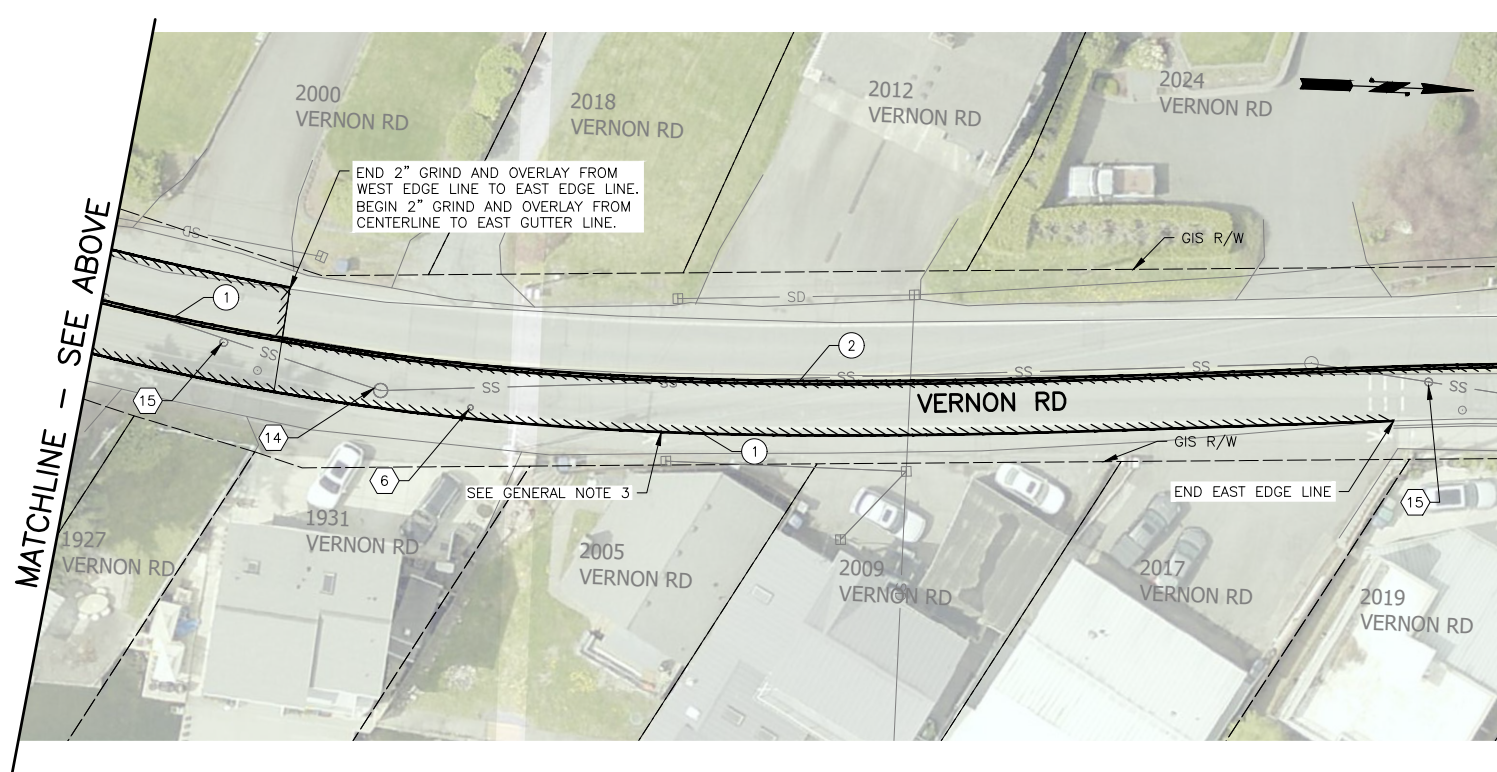 2000
VERNON RD
2018
VERNON RD
2012
VERNON RD
2024
VERNON RD
END 2" GRIND AND OVERLAY FROM
WEST EDGE LINE TO EAST EDGE LINE.
BEGIN 2" GRIND AND OVERLAY FROM
CENTERLINE TO EAST GUTTER LINE.
MATCHLINE – SEE ABOVE
GIS R/W
SD
1
2
SS
SS
SS
SS
SS
SS
SS
15
14
6
VERNON RD
1
GIS R/W
SEE GENERAL NOTE 3
END EAST EDGE LINE
15
1927
VERNON RD
1931
VERNON RD
2005
VERNON RD
2009
VERNON RD
2017
VERNON RD
2019
VERNON RD